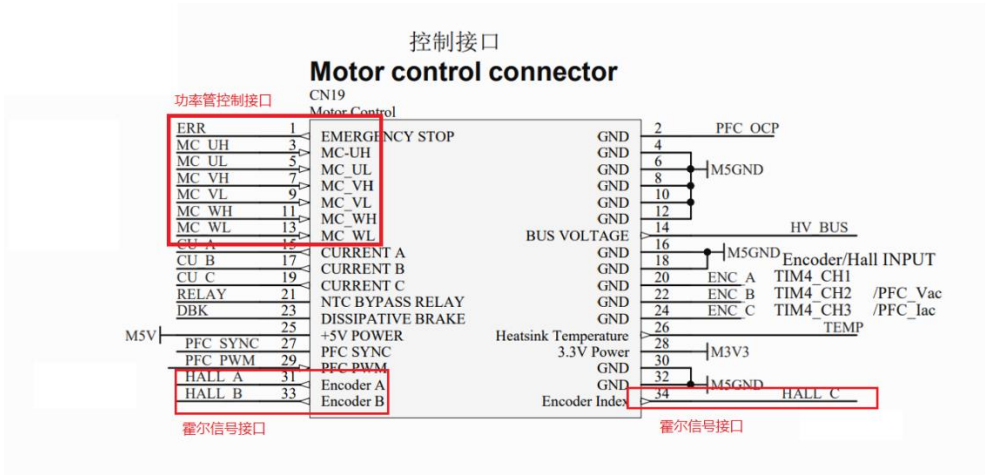 控制接口
Motor control connector
CN19
功率管控制接口
Motor Control
ERR 1 EMERGENCY STOP GND 2 PFC_OCP
MC_UH 3 MC-UH GND 4
MC_UL 5 MC_UL GND 6 M5GND
MC_VH 7 MC_VH GND 8
MC_VL 9 MC_VL GND 10
MC_WH 11 MC_WH GND 12
MC_WL 13 MC_WL BUS VOLTAGE 14 HV_BUS
CU_A 15 CURRENT A GND 16 M5GND Encoder/Hall INPUT
CU_B 17 CURRENT B GND 18
CU_C 19 CURRENT C GND 20 ENC_A TIM4_CH1
RELAY 21 NTC BYPASS RELAY GND 22 ENC_B TIM4_CH2 /PFC_Vac
DBK 23 DISSIPATIVE BRAKE GND 24 ENC_C TIM4_CH3 /PFC_Iac
M5V 25 +5V POWER Heatsink Temperature 26 TEMP
PFC_SYNC 27 PFC SYNC 3.3V Power 28 M3V3
PFC_PWM 29 PFC PWM GND 30
HALL_A 31 Encoder A GND 32 M5GND
HALL_B 33 Encoder B Encoder Index 34 HALL_C
霍尔信号接口 霍尔信号接口